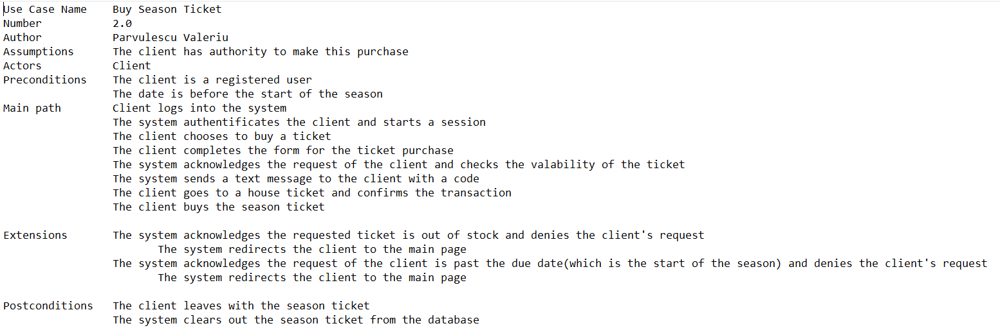 Use Case Name Buy Season Ticket
Number 2.0
Author Parvulescu Valeriu
Assumptions The client has authority to make this purchase
Actors Client
Preconditions The client is a registered user
The date is before the start of the season
Main path Client logs into the system
The system authentificates the client and starts a session
The client chooses to buy a ticket
The client completes the form for the ticket purchase
The system acknowledges the request of the client and checks the valability of the ticket
The system sends a text message to the client with a code
The client goes to a house ticket and confirms the transaction
The client buys the season ticket
Extensions The system acknowledges the requested ticket is out of stock and denies the client's request
The system redirects the client to the main page
The system acknowledges the request of the client is past the due date(which is the start of the season) and denies the client's request
The system redirects the client to the main page
Postconditions The client leaves with the season ticket
The system clears out the season ticket from the database